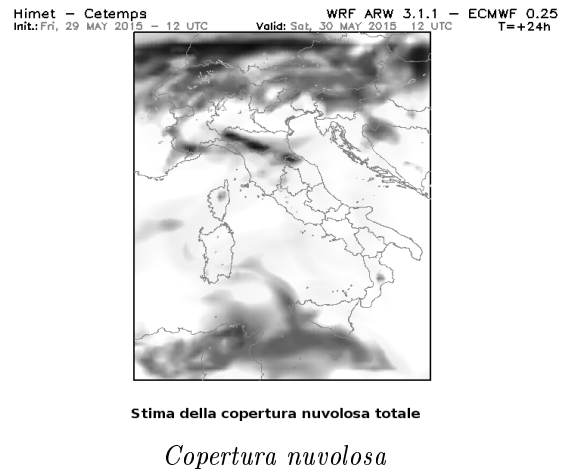 Himet – Cetemps WRF ARW 3.1.1 – ECMWF 0.25
Init.: Fri, 29 MAY 2015 – 12 UTC Valid: Sat, 30 MAY 2015 12 UTC T=+24h
Stima della copertura nuvolosa totale
Copertura nuvolosa